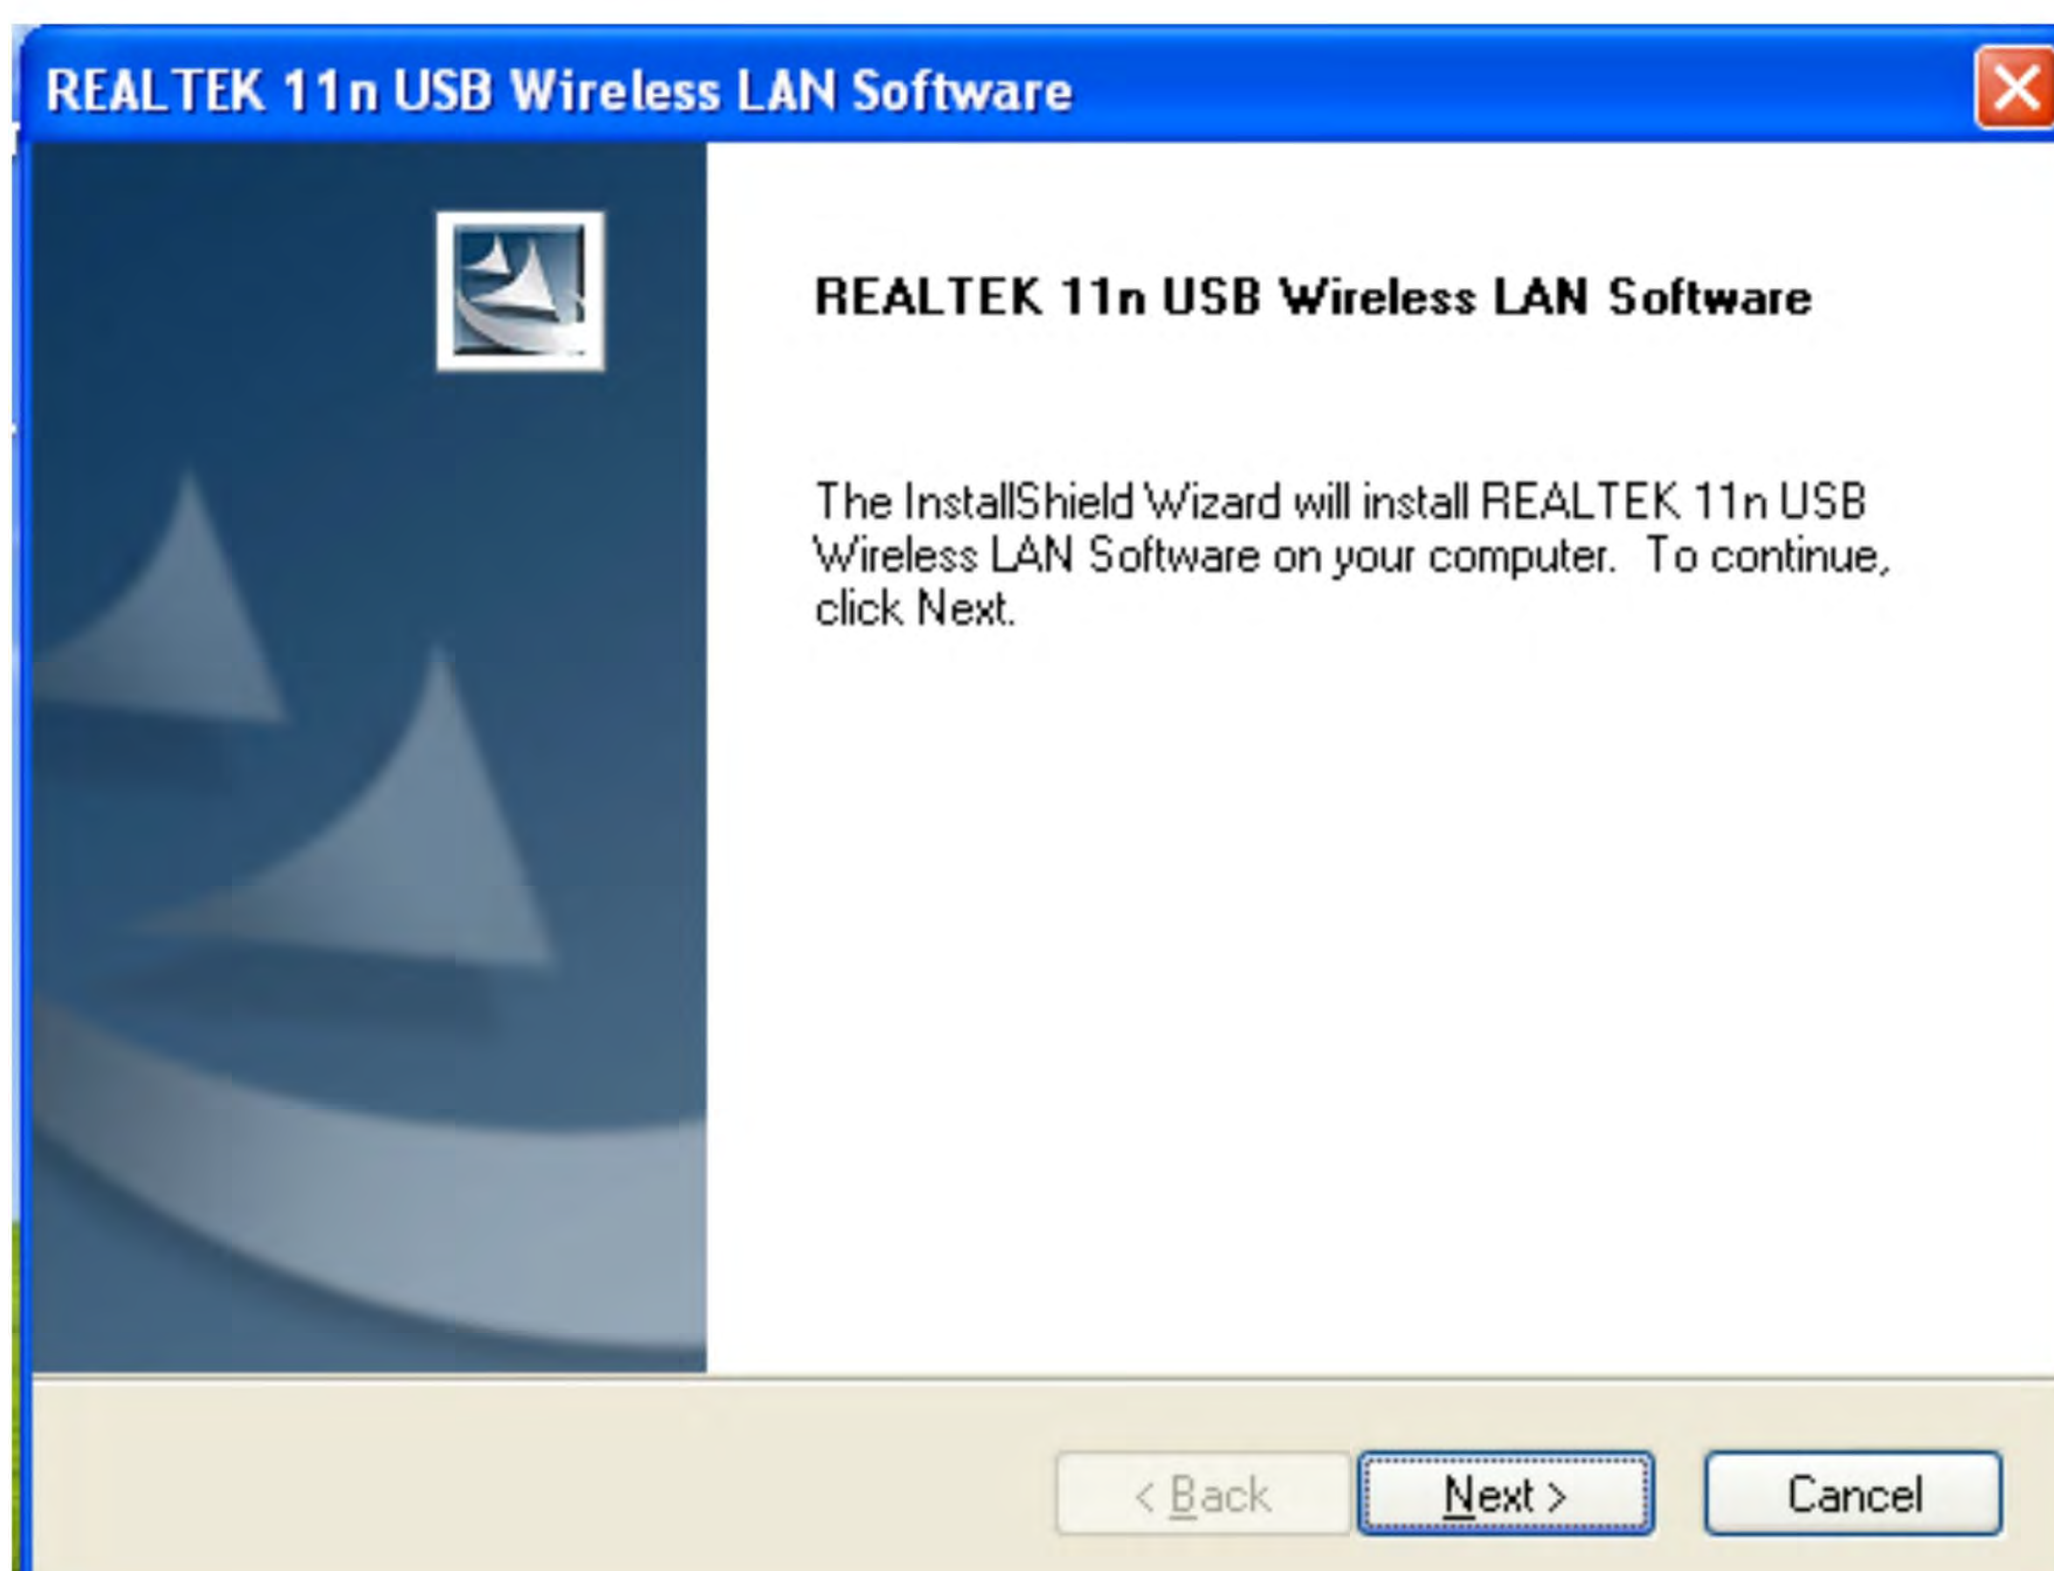 REALTEK 11n USB Wireless LAN Software
REALTEK 11n USB Wireless LAN Software
The InstallShield Wizard will install REALTEK 11n USB
Wireless LAN Software on your computer.  To continue,
click Next.
< Back
Next >
Cancel